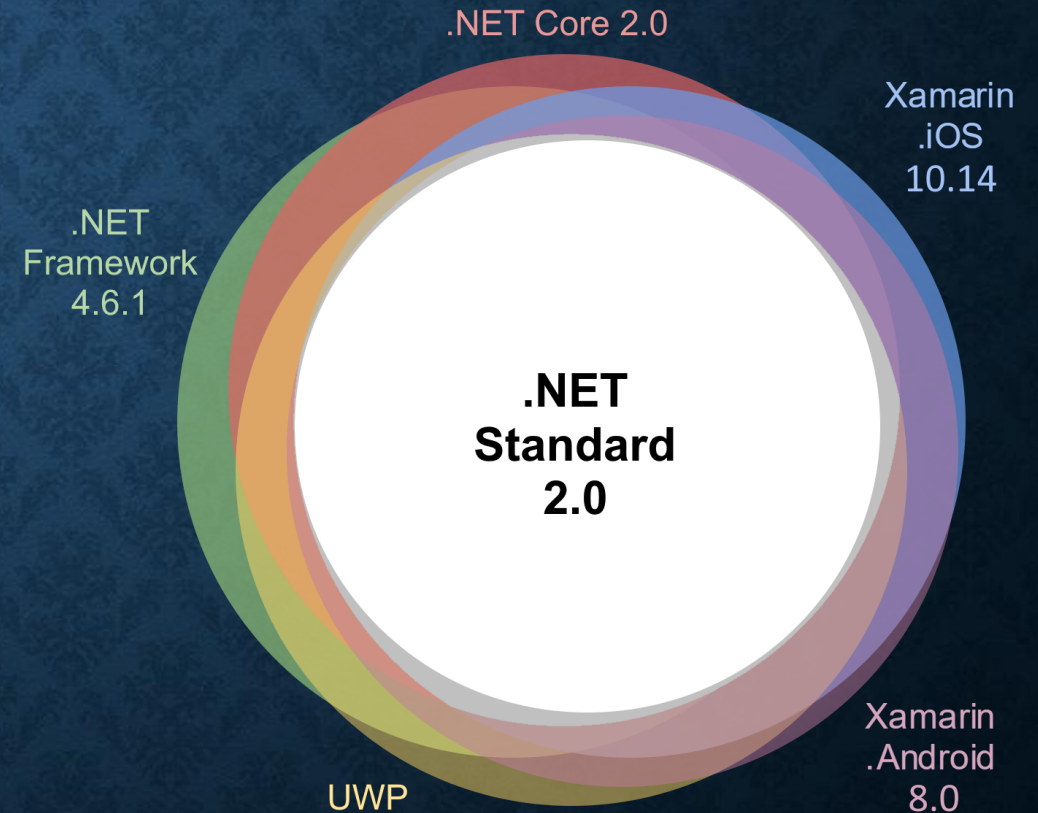 .NET Core 2.0
Xamarin
.iOS
10.14
.NET
Framework
4.6.1
.NET
Standard
2.0
Xamarin
.Android
8.0
UWP